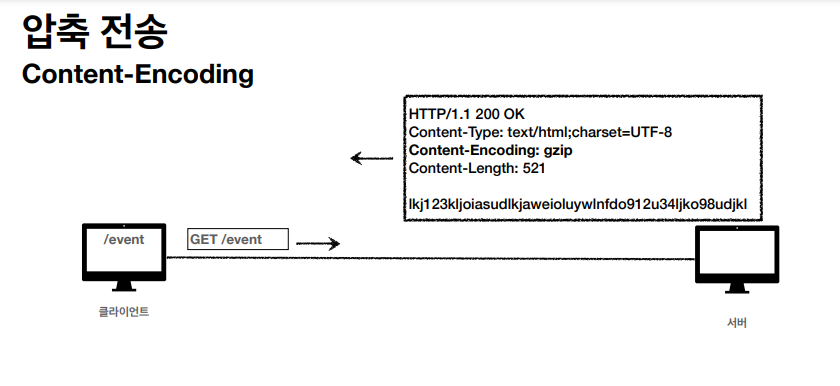 압축 전송
Content-Encoding
HTTP/1.1 200 OK
Content-Type: text/html;charset=UTF-8
Content-Encoding: gzip
Content-Length: 521
lkj123kljoiasudlkjaweioluywlnfdo912u34ljko98udjkl
/event
GET /event
클라이언트
서버